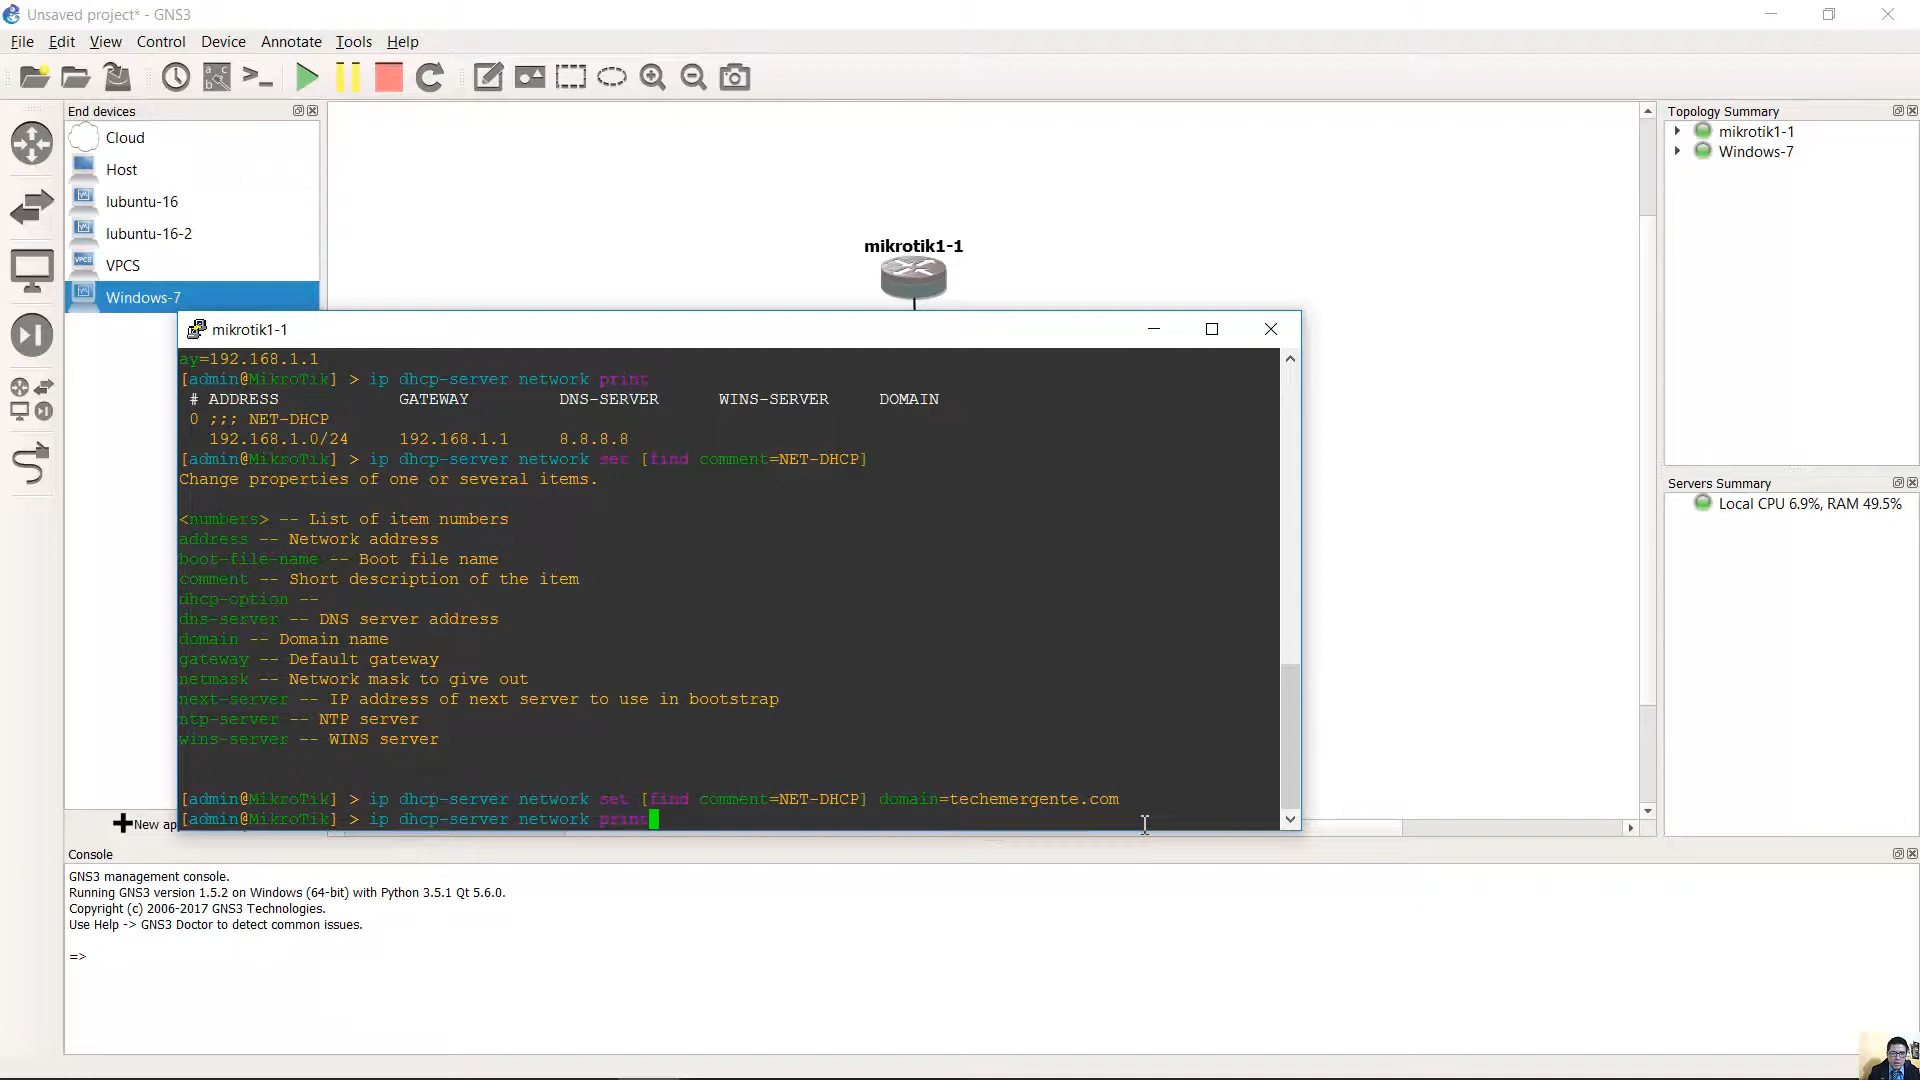 Unsaved project* - GNS3
File Edit View Control Device Annotate Tools Help
End devices
Cloud
Host
lubuntu-16
lubuntu-16-2
VPCS
VPCS
Windows-7
mikrotik1-1
Topology Summary
mikrotik1-1
Windows-7
Servers Summary
Local CPU 6.9%, RAM 49.5%
mikrotik1-1
ay=192.168.1.1
[admin@MikroTik] > ip dhcp-server network print
# ADDRESS GATEWAY DNS-SERVER WINS-SERVER DOMAIN
0 ;;; NET-DHCP
192.168.1.0/24 192.168.1.1 8.8.8.8
[admin@MikroTik] > ip dhcp-server network set [find comment=NET-DHCP]
Change properties of one or several items.
<numbers> -- List of item numbers
address -- Network address
boot-file-name -- Boot file name
comment -- Short description of the item
dhcp-option --
dns-server -- DNS server address
domain -- Domain name
gateway -- Default gateway
netmask -- Network mask to give out
next-server -- IP address of next server to use in bootstrap
ntp-server -- NTP server
wins-server -- WINS server
[admin@MikroTik] > ip dhcp-server network set [find comment=NET-DHCP] domain=techemergente.com
[admin@MikroTik] > ip dhcp-server network print
New ap
Console
GNS3 management console.
Running GNS3 version 1.5.2 on Windows (64-bit) with Python 3.5.1 Qt 5.6.0.
Copyright (c) 2006-2017 GNS3 Technologies.
Use Help -> GNS3 Doctor to detect common issues.
=>